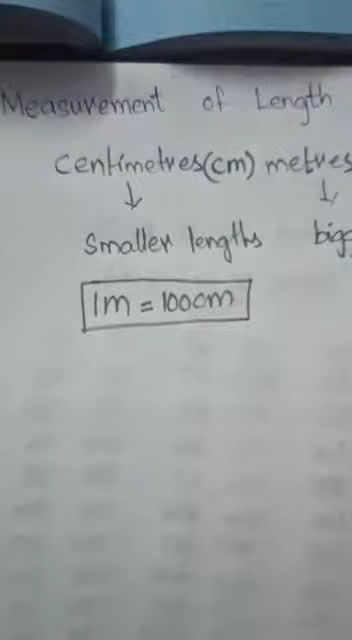 Measurement of Length
centimetres(cm) metres
↓ ↓
Smaller lengths
1m = 100cm